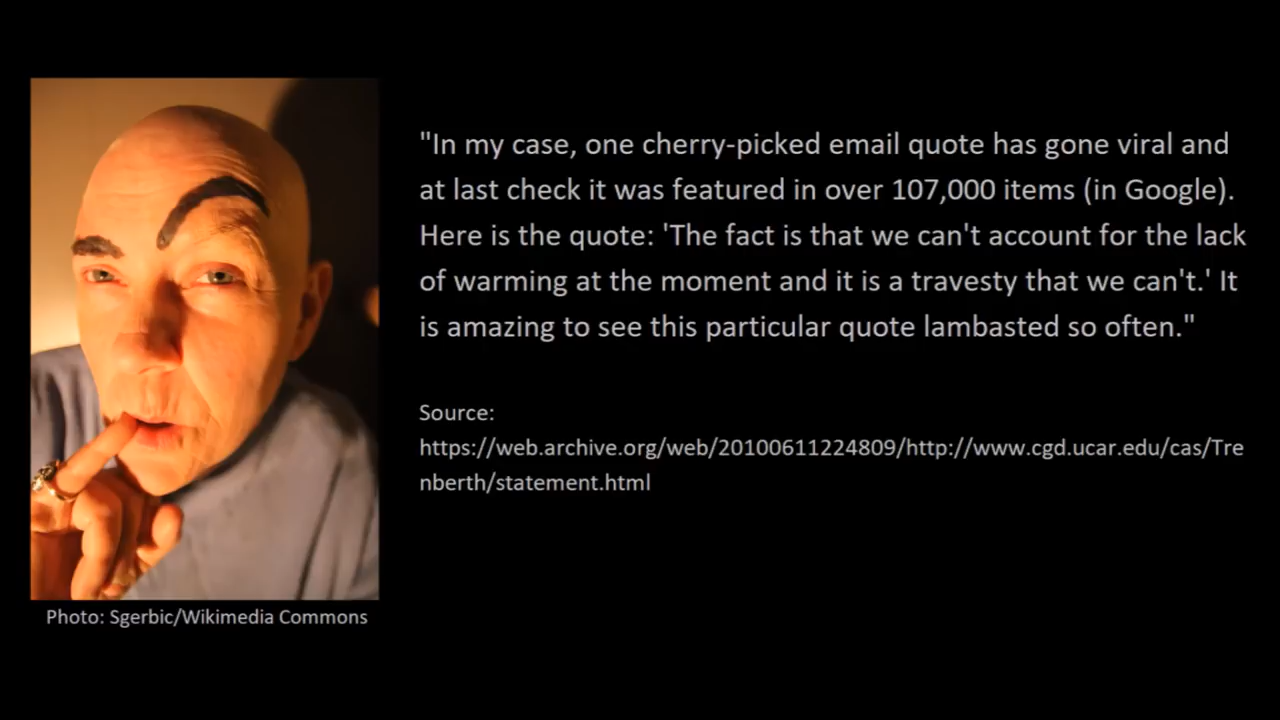 "In my case, one cherry-picked email quote has gone viral and
at last check it was featured in over 107,000 items (in Google).
Here is the quote: 'The fact is that we can't account for the lack
of warming at the moment and it is a travesty that we can't.' It
is amazing to see this particular quote lambasted so often."
Source:
https://web.archive.org/web/20100611224809/http://www.cgd.ucar.edu/cas/Tre
nberth/statement.html
Photo: Sgerbic/Wikimedia Commons